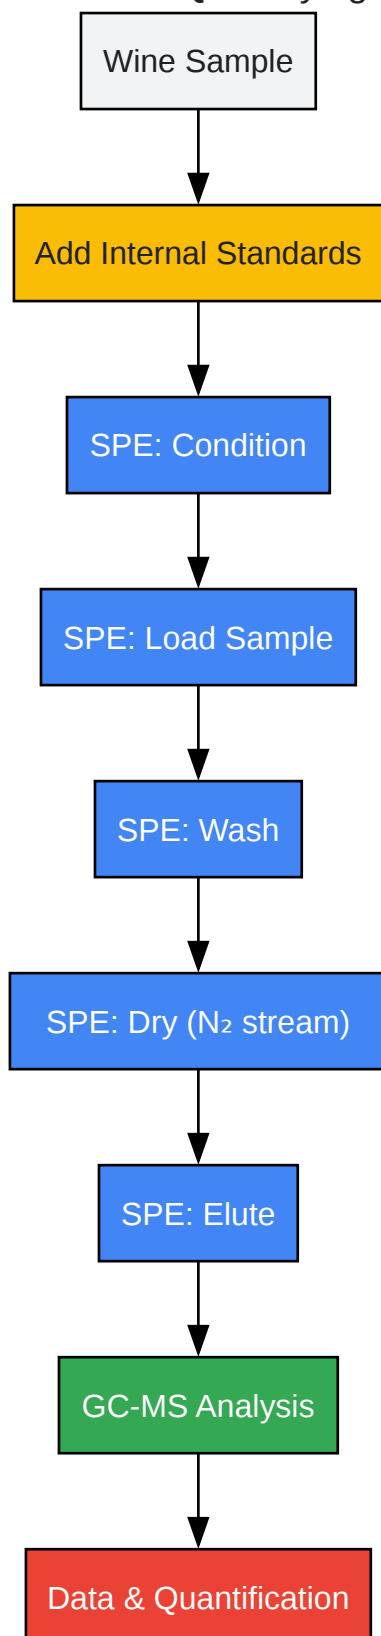 Wine Sample
Add Internal Standards
SPE: Condition
SPE: Load Sample
SPE: Wash
SPE: Dry (N₂ stream)
SPE: Elute
GC-MS Analysis
Data & Quantification